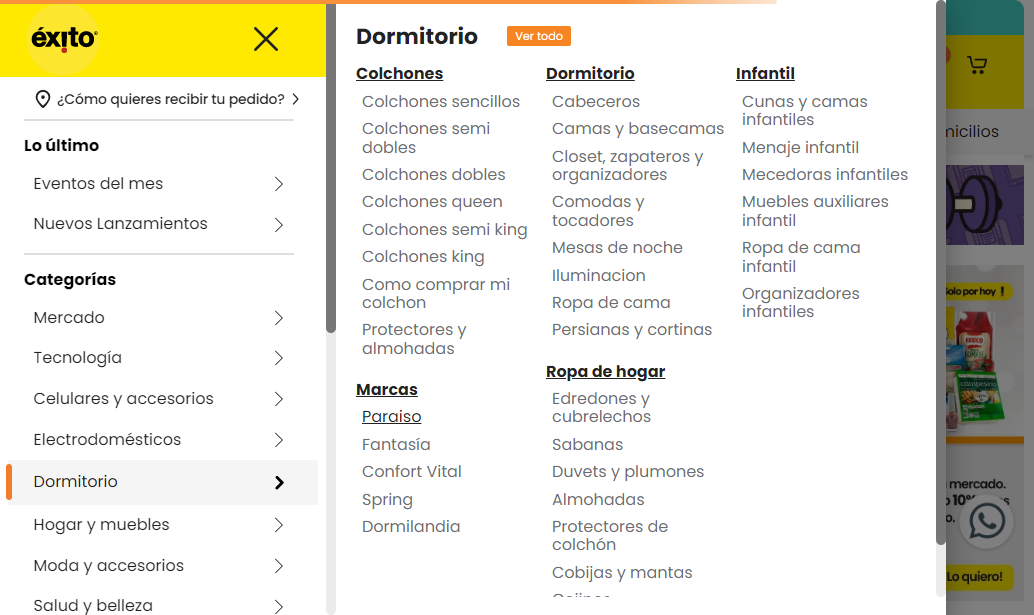 éxito
¿Cómo quieres recibir tu pedido?
Lo último
Eventos del mes
Nuevos Lanzamientos
Categorías
Mercado
Tecnología
Celulares y accesorios
Electrodomésticos
Dormitorio
Hogar y muebles
Moda y accesorios
Salud y belleza
Dormitorio
Ver todo
Colchones
Colchones sencillos
Colchones semi
dobles
Colchones dobles
Colchones queen
Colchones semi king
Colchones king
Como comprar mi
colchon
Protectores y
almohadas
Marcas
Paraiso
Fantasía
Confort Vital
Spring
Dormilandia
Dormitorio
Cabeceros
Camas y basecamas
Closet, zapateros y
organizadores
Comodas y
tocadores
Mesas de noche
Iluminacion
Ropa de cama
Persianas y cortinas
Ropa de hogar
Edredones y
cubrelechos
Sabanas
Duvets y plumones
Almohadas
Protectores de
colchón
Cobijas y mantas
Infantil
Cunas y camas
infantiles
Menaje infantil
Mecedoras infantiles
Muebles auxiliares
infantil
Ropa de cama
infantil
Organizadores
infantiles
micilios
Solo por hoy !
mercado.
10%
Lo quiero!